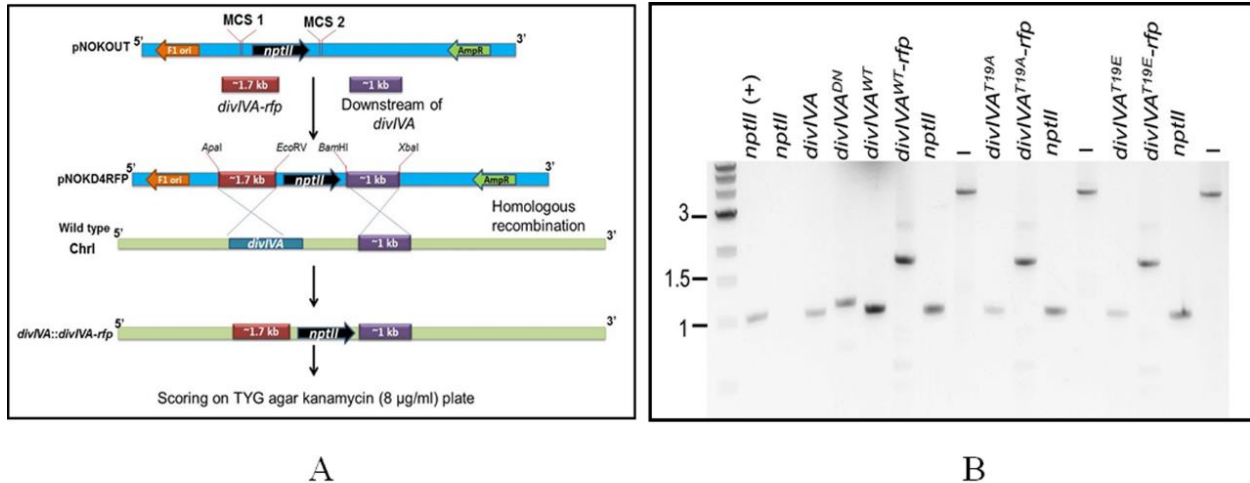 MCS 1 MCS 2
pNOKOUT 5’ 3’
F1 ori nptII AmpR
~1.7 kb ~1 kb
divIVA-rfp Downstream of
divIVA
ApaI EcoRV BamHI XbaI
pNOKD4RFP 5’ 3’
F1 ori ~1.7 kb nptII ~1 kb AmpR
Homologous
recombination
Wild type
ChrI 5’ 3’
divIVA ~1 kb
divIVA::divIVA-rfp 5’ 3’
~1.7 kb nptII ~1 kb
Scoring on TYG agar kanamycin (8 µg/ml) plate
A
B
nptII (+)
nptII
divIVA
divIVA^DN
divIVA^WT
divIVA^WT-rfp
nptII
–
divIVA^T19A
divIVA^T19A-rfp
nptII
–
divIVA^T19E
divIVA^T19E-rfp
nptII
–
3
1.5
1